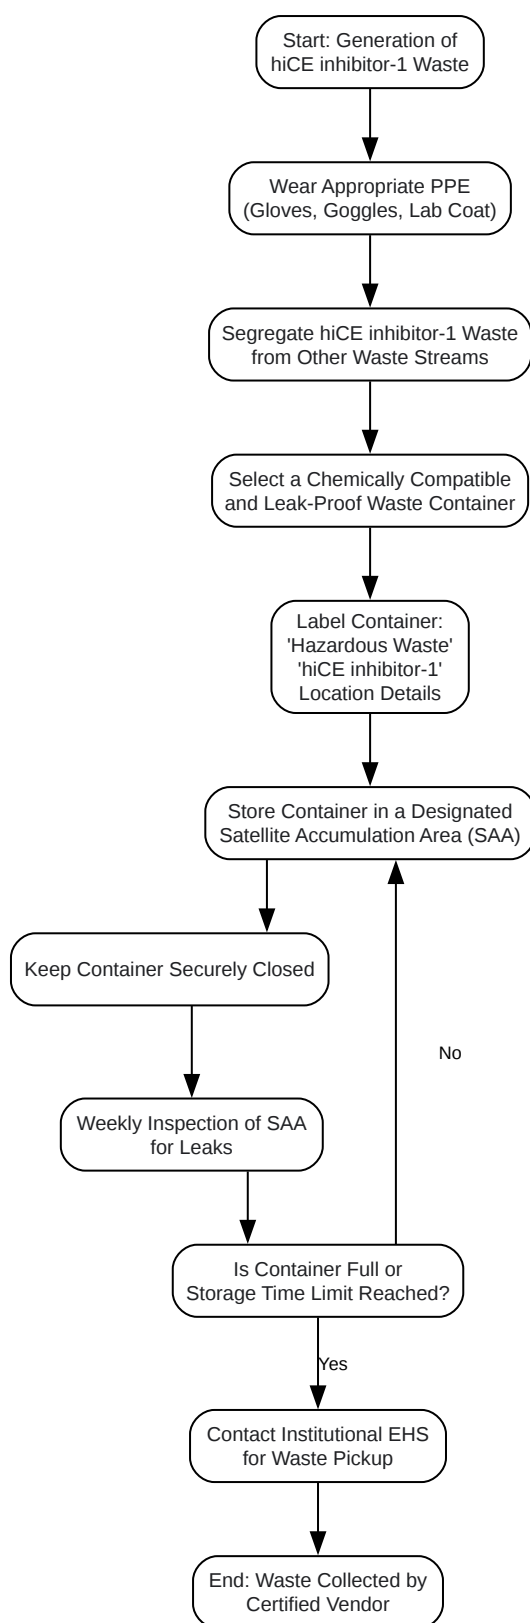 Start: Generation of
hiCE inhibitor-1 Waste
Wear Appropriate PPE
(Gloves, Goggles, Lab Coat)
Segregate hiCE inhibitor-1 Waste
from Other Waste Streams
Select a Chemically Compatible
and Leak-Proof Waste Container
Label Container:
'Hazardous Waste'
'hiCE inhibitor-1'
Location Details
Store Container in a Designated
Satellite Accumulation Area (SAA)
Keep Container Securely Closed
No
Weekly Inspection of SAA
for Leaks
Is Container Full or
Storage Time Limit Reached?
Yes
Contact Institutional EHS
for Waste Pickup
End: Waste Collected by
Certified Vendor